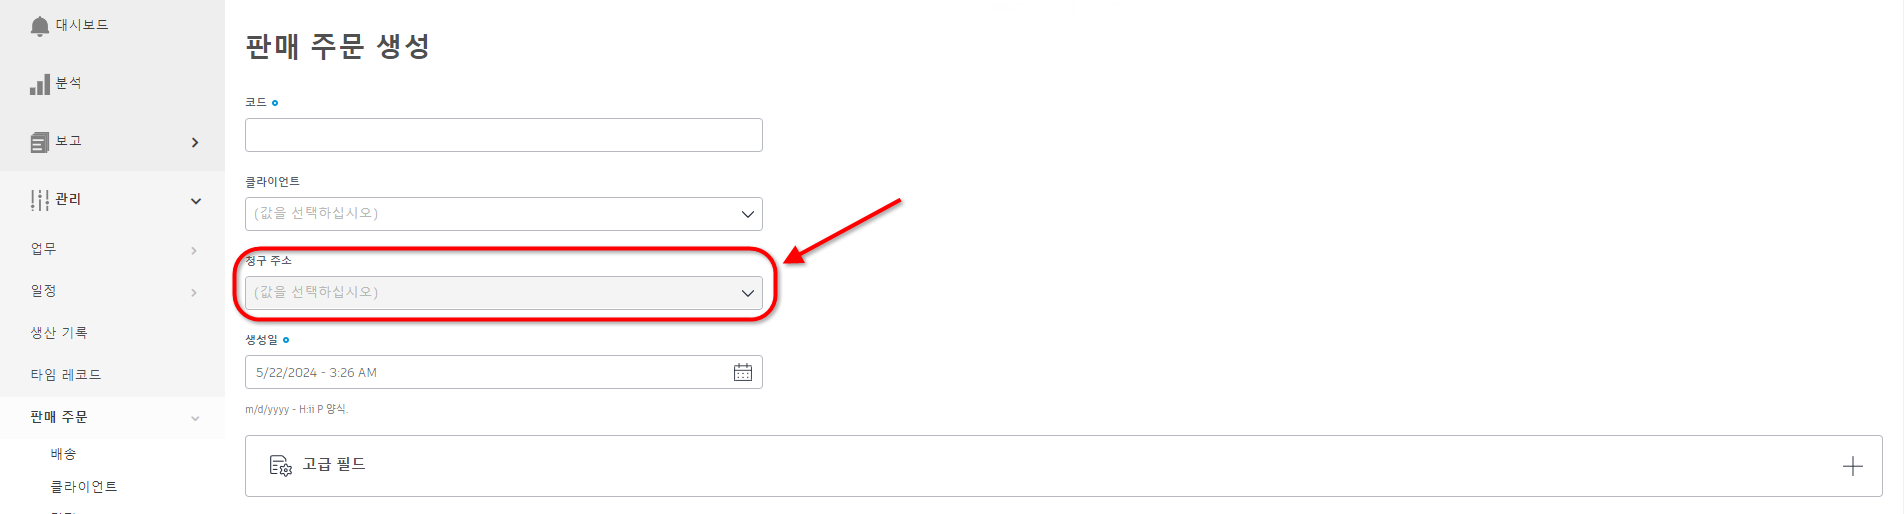 대시보드
분석
보고
관리
업무
일정
생산 기록
타임 레코드
판매 주문
배송
클라이언트
판매 주문 생성
코드
클라이언트
(값을 선택하십시오)
청구 주소
(값을 선택하십시오)
생성일
5/22/2024 - 3:26 AM
m/d/yyyy - H:ii P 양식.
고급 필드